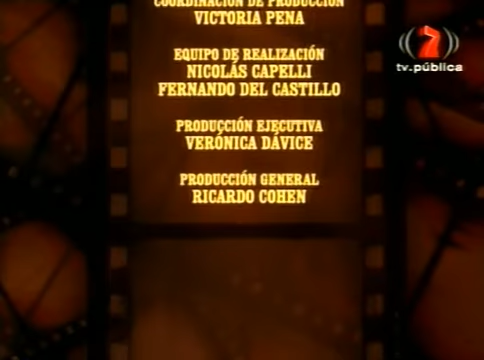 COORDINACIÓN DE PRODUCCIÓN
VICTORIA PENA
EQUIPO DE REALIZACIÓN
NICOLÁS CAPELLI
FERNANDO DEL CASTILLO
PRODUCCIÓN EJECUTIVA
VERÓNICA DÁVICE
PRODUCCIÓN GENERAL
RICARDO COHEN
7
tv.pública